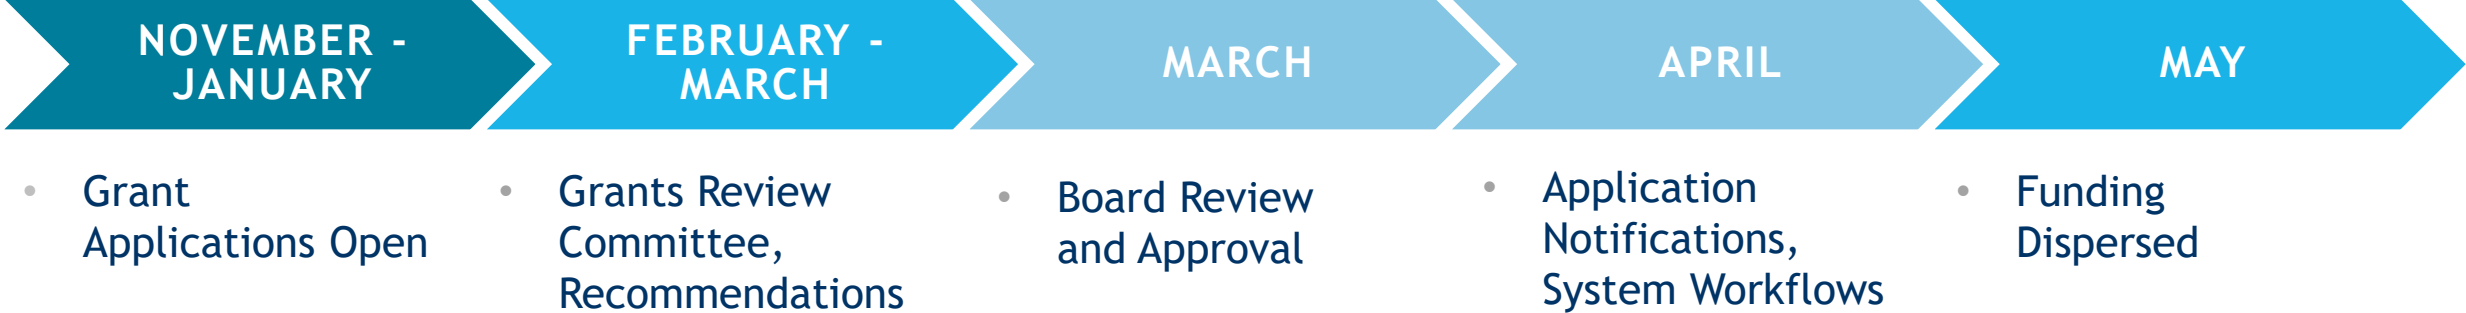 NOVEMBER -
JANUARY
FEBRUARY -
MARCH
MARCH
APRIL
MAY
• Grant
Applications Open
• Grants Review
Committee,
Recommendations
• Board Review
and Approval
• Application
Notifications,
System Workflows
• Funding
Dispersed